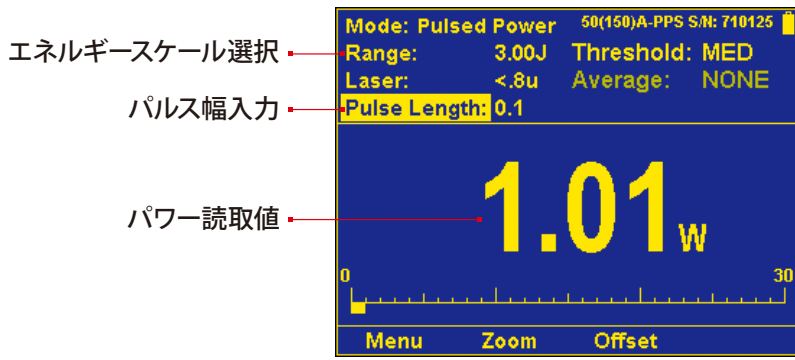 Mode: Pulsed Power 50(150)A-PPS S/N: 710125
エネルギースケール選択 Range: 3.00J Threshold: MED
Laser: <.8u Average: NONE
パルス幅入力 Pulse Length: 0.1
パワー読取値 1.01 W
0 30
Menu Zoom Offset